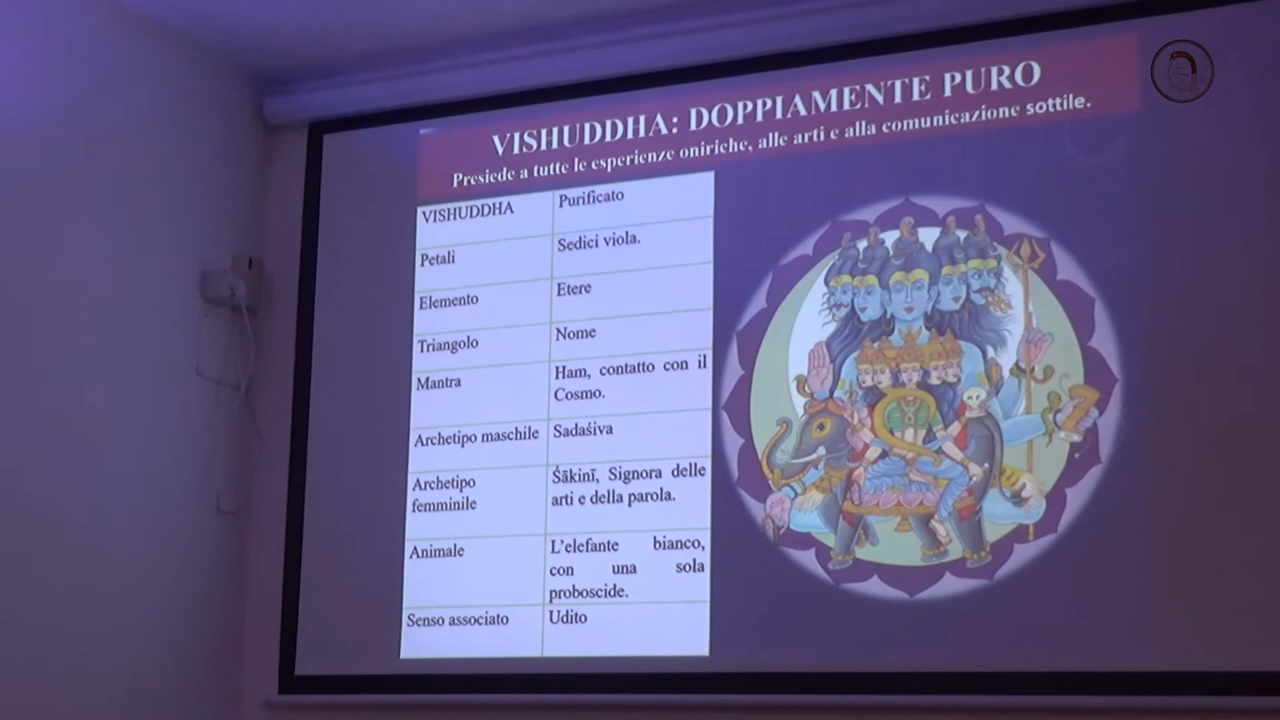 VISHUDDHA: DOPPIAMENTE PURO
Presiede a tutte le esperienze oniriche, alle arti e alla comunicazione sottile.
VISHUDDHA Purificato
Petali Sedici viola.
Elemento Etere
Triangolo Nome
Mantra Ham, contatto con il
Cosmo.
Archetipo maschile Sadaśiva
Archetipo
femminile
Śākinī, Signora delle
arti e della parola.
Animale L'elefante bianco,
con una sola
proboscide.
Senso associato Udito